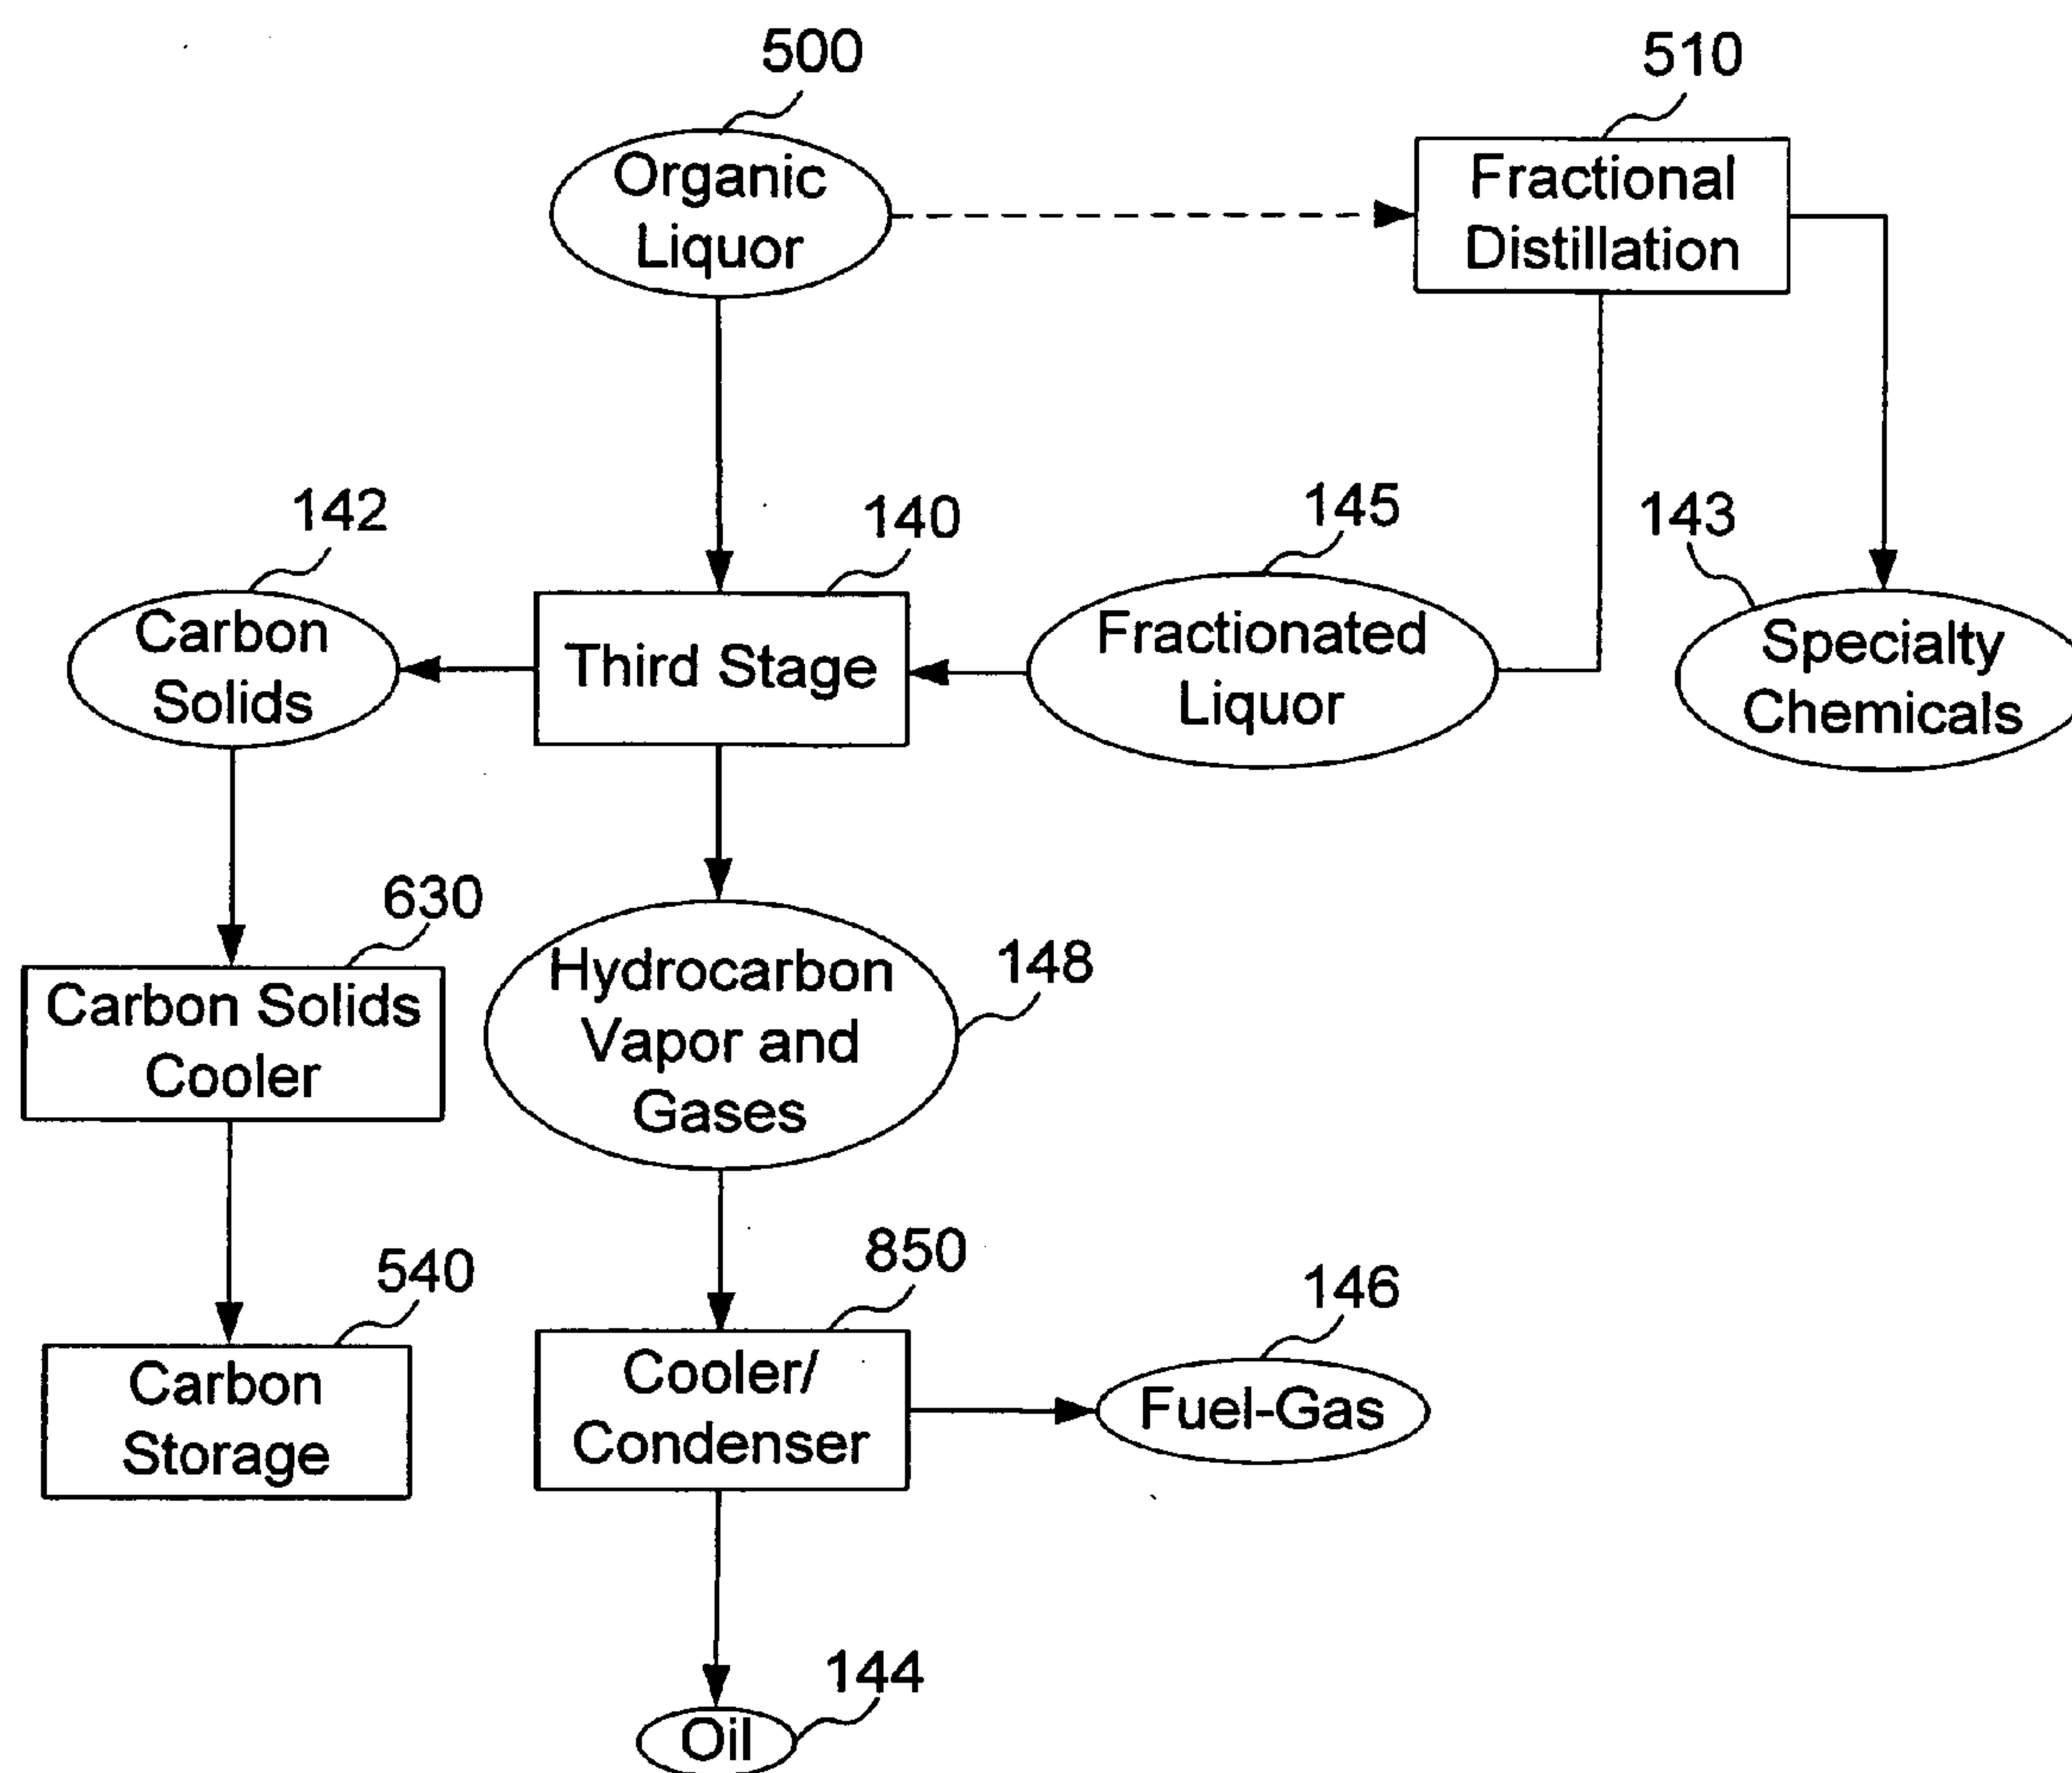 500
510
Organic
Liquor
Fractional
Distillation
142
140
145
143
Carbon
Solids
Third Stage
Fractionated
Liquor
Specialty
Chemicals
630
148
Carbon Solids
Cooler
Hydrocarbon
Vapor and
Gases
540
850
146
Carbon
Storage
Cooler/
Condenser
Fuel-Gas
144
Oil